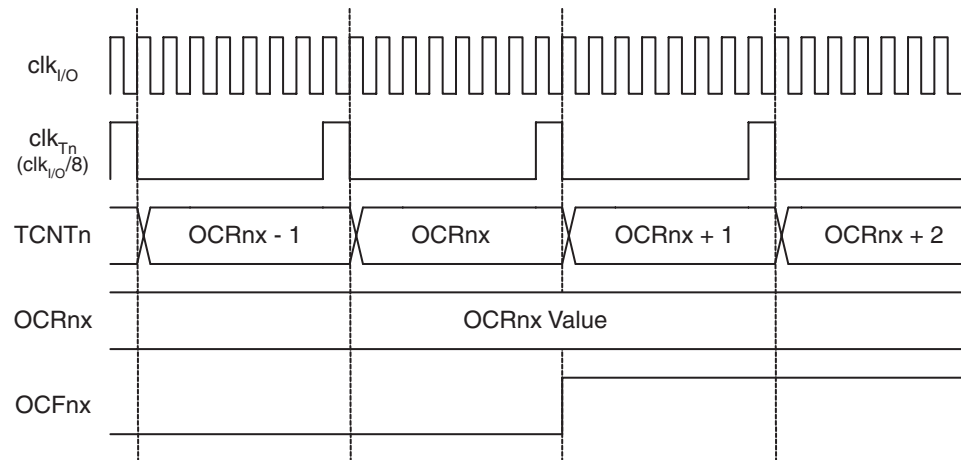 clkI/O
clkTn
(clkI/O/8)
TCNTn OCRnx - 1 OCRnx OCRnx + 1 OCRnx + 2
OCRnx OCRnx Value
OCFnx